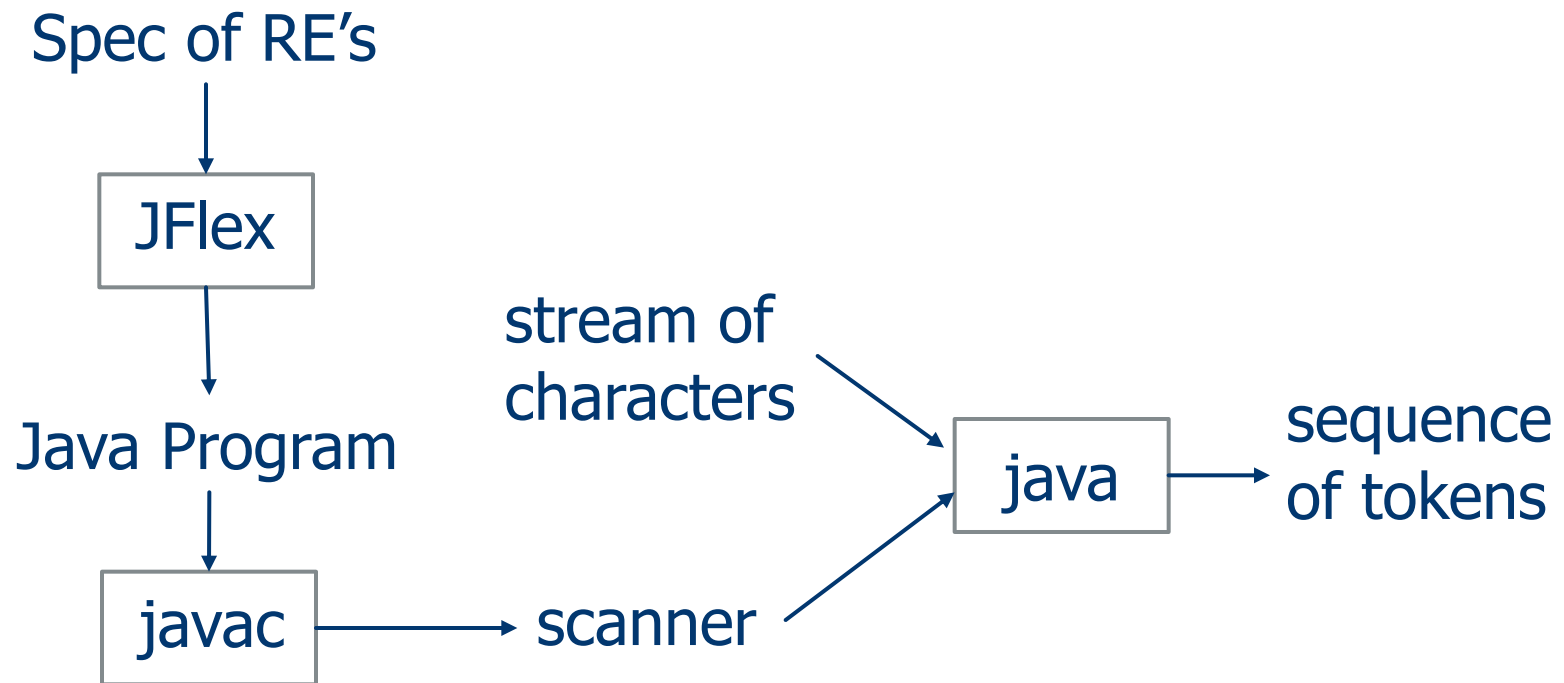 Spec of RE’s
JFlex
Java Program
javac
scanner
stream of
characters
java
sequence
of tokens